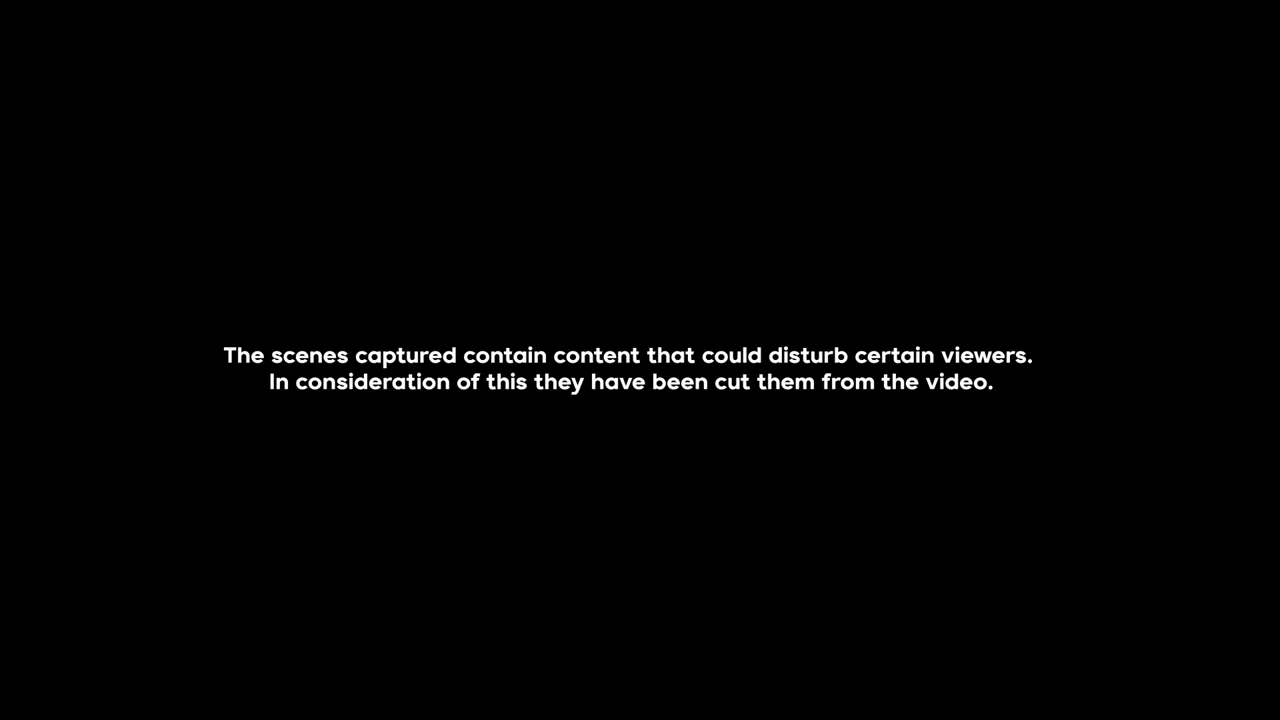 The scenes captured contain content that could disturb certain viewers.
In consideration of this they have been cut them from the video.